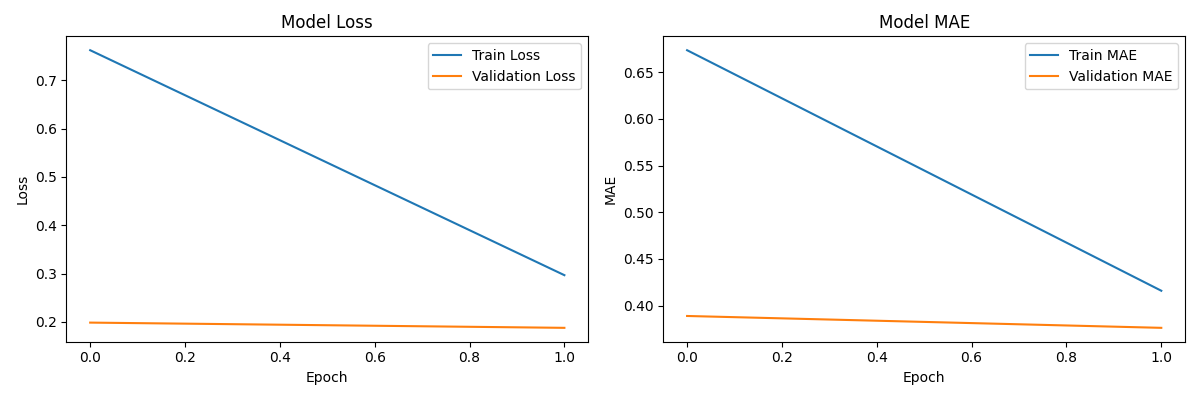 Model Loss
Train Loss
Validation Loss
0.7
0.6
0.5
0.4
0.3
0.2
Loss
0.0 0.2 0.4 0.6 0.8 1.0
Epoch
Model MAE
Train MAE
Validation MAE
0.65
0.60
0.55
0.50
0.45
0.40
MAE
0.0 0.2 0.4 0.6 0.8 1.0
Epoch